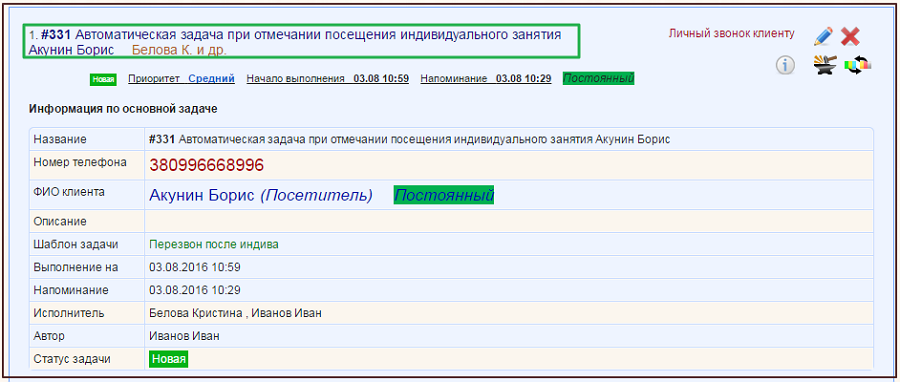 1. #331 Автоматическая задача при отмечании посещения индивидуального занятия
Акунин Борис Белова К. и др.
Личный звонок клиенту
Новая Приоритет Средний Начало выполнения 03.08 10:59 Напоминание 03.08 10:29 Постоянный
Информация по основной задаче
Название #331 Автоматическая задача при отмечании посещения индивидуального занятия Акунин Борис
Номер телефона 380996668996
ФИО клиента Акунин Борис (Посетитель) Постоянный
Описание
Шаблон задачи Перезвон после индива
Выполнение на 03.08.2016 10:59
Напоминание 03.08.2016 10:29
Исполнитель Белова Кристина , Иванов Иван
Автор Иванов Иван
Статус задачи Новая